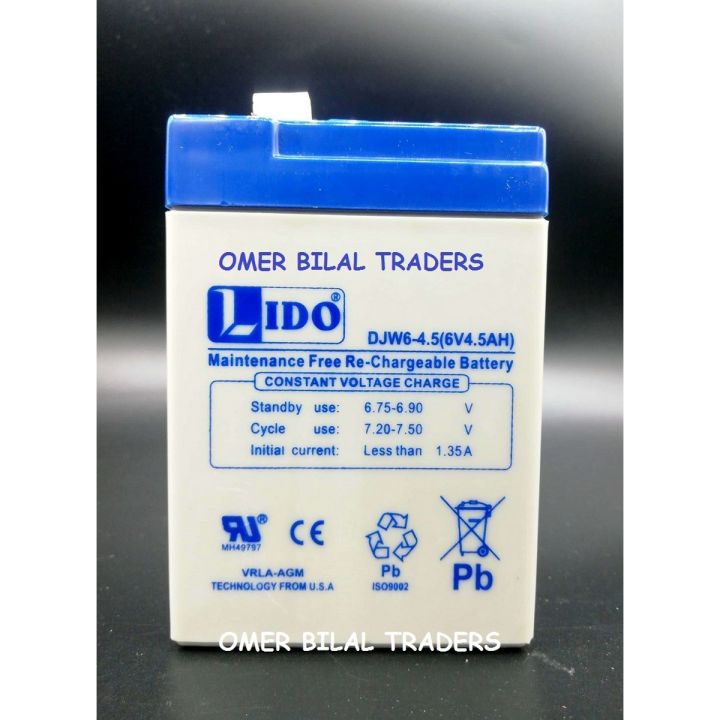 OMER BILAL TRADERS
LIDO®
DJW6-4.5(6V4.5AH)
Maintenance Free Re-Chargeable Battery
CONSTANT VOLTAGE CHARGE
Standby use: 6.75-6.90 V
Cycle use: 7.20-7.50 V
Initial current: Less than 1.35A
RU® CE
MH49797
Pb
ISO9002
Pb
VRLA-AGM
TECHNOLOGY FROM U.S.A
OMER BILAL TRADERS